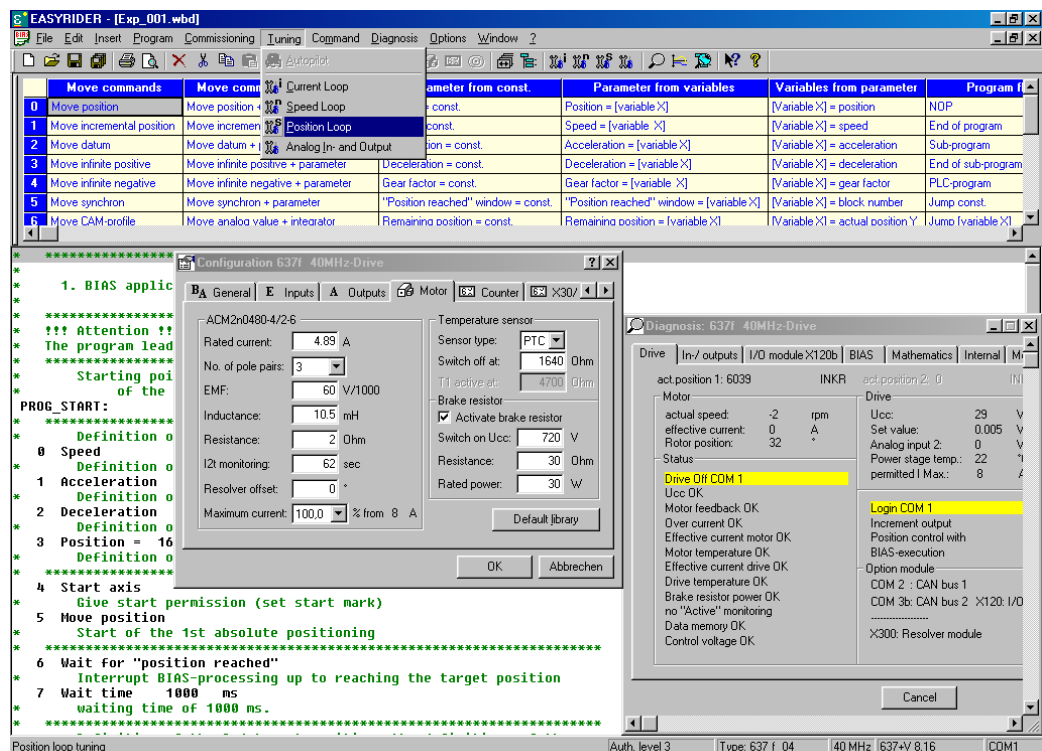 EASYRIDER - [Exp_001.wbd]
File Edit Insert Program Commissioning Tuning Command Diagnosis Options Window ?
Autopilot
Current Loop
Speed Loop
Position Loop
Analog In- and Output
Move commands Move com ameter from const. Parameter from variables Variables from parameter Program f
0 Move position Move position + = const. Position = [variable X] [Variable X] = position NOP
1 Move incremental position Move incremen const. Speed = [variable X] [Variable X] = speed End of program
2 Move datum Move datum + p ion = const. Acceleration = [variable X] [Variable X] = acceleration Sub-program
3 Move infinite positive Move infinite positive + parameter Deceleration = const. Deceleration = [variable X] [Variable X] = deceleration End of sub-program
4 Move infinite negative Move infinite negative + parameter Gear factor = const. Gear factor = [variable X] [Variable X] = gear factor PLC-program
5 Move synchron Move synchron + parameter "Position reached" window = const. "Position reached" window = [variable X] [Variable X] = block number Jump const.
6 Move CAM-profile Move analog value + integrator Remaining position = const. Remaining position = [variable X] [Variable X] = actual position Y Jump [variable X]
* *****************
*
* 1. BIAS applic
*
* *****************
* !!! Attention !!
* The program lead
* *****************
* Starting poi
* of the
PROG_START:
* *****************
* Definition o
0 Speed
* Definition o
1 Acceleration
* Definition o
2 Deceleration
* Definition o
3 Position = 16
* Definition o
* *****************
4 Start axis
* Give start permission (set start mark)
5 Move position
* Start of the 1st absolute positioning
* ****************************************************************
6 Wait for "position reached"
* Interrupt BIAS-processing up to reaching the target position
7 Wait time 1000 ms
* waiting time of 1000 ms.
* ****************************************************************
Configuration 637f 40MHz-Drive
BA General E Inputs A Outputs Motor Counter X30/
ACM2n0480-4/2-6
Rated current: 4.89 A
No. of pole pairs: 3
EMF: 60 V/1000
Inductance: 10.5 mH
Resistance: 2 Ohm
I2t monitoring: 62 sec
Resolver offset: 0 °
Maximum current: 100,0 % from 8 A
Temperature sensor
Sensor type: PTC
Switch off at: 1640 Ohm
T1 active at: 4700 Ohm
Brake resistor
Activate brake resistor
Switch on Ucc: 720 V
Resistance: 30 Ohm
Rated power: 30 W
Default library
OK Abbrechen
Diagnosis: 637f 40MHz-Drive
Drive In-/ outputs I/O module X120b BIAS Mathematics Internal M
act.position 1: 6039 INKR act.position 2: 0 IN
Motor
actual speed: -2 rpm
effective current: 0 A
Rotor position: 32 °
Status
Drive Off COM 1
Ucc OK
Motor feedback OK
Over current OK
Effective current motor OK
Motor temperature OK
Effective current drive OK
Drive temperature OK
Brake resistor power OK
no "Active" monitoring
Data memory OK
Control voltage OK
Drive
Ucc: 29 V
Set value: 0.005 V
Analog input 2: 0 V
Power stage temp.: 22 °
permitted I Max.: 8 A
Login COM 1
Increment output
Position control with
BIAS-execution
Option module
COM 2 : CAN bus 1
COM 3b: CAN bus 2 X120: I/O
-------------------
X300: Resolver module
Cancel
Position loop tuning Auth. level 3 Type: 637 f 04 40 MHz 637+V 8.16 COM1